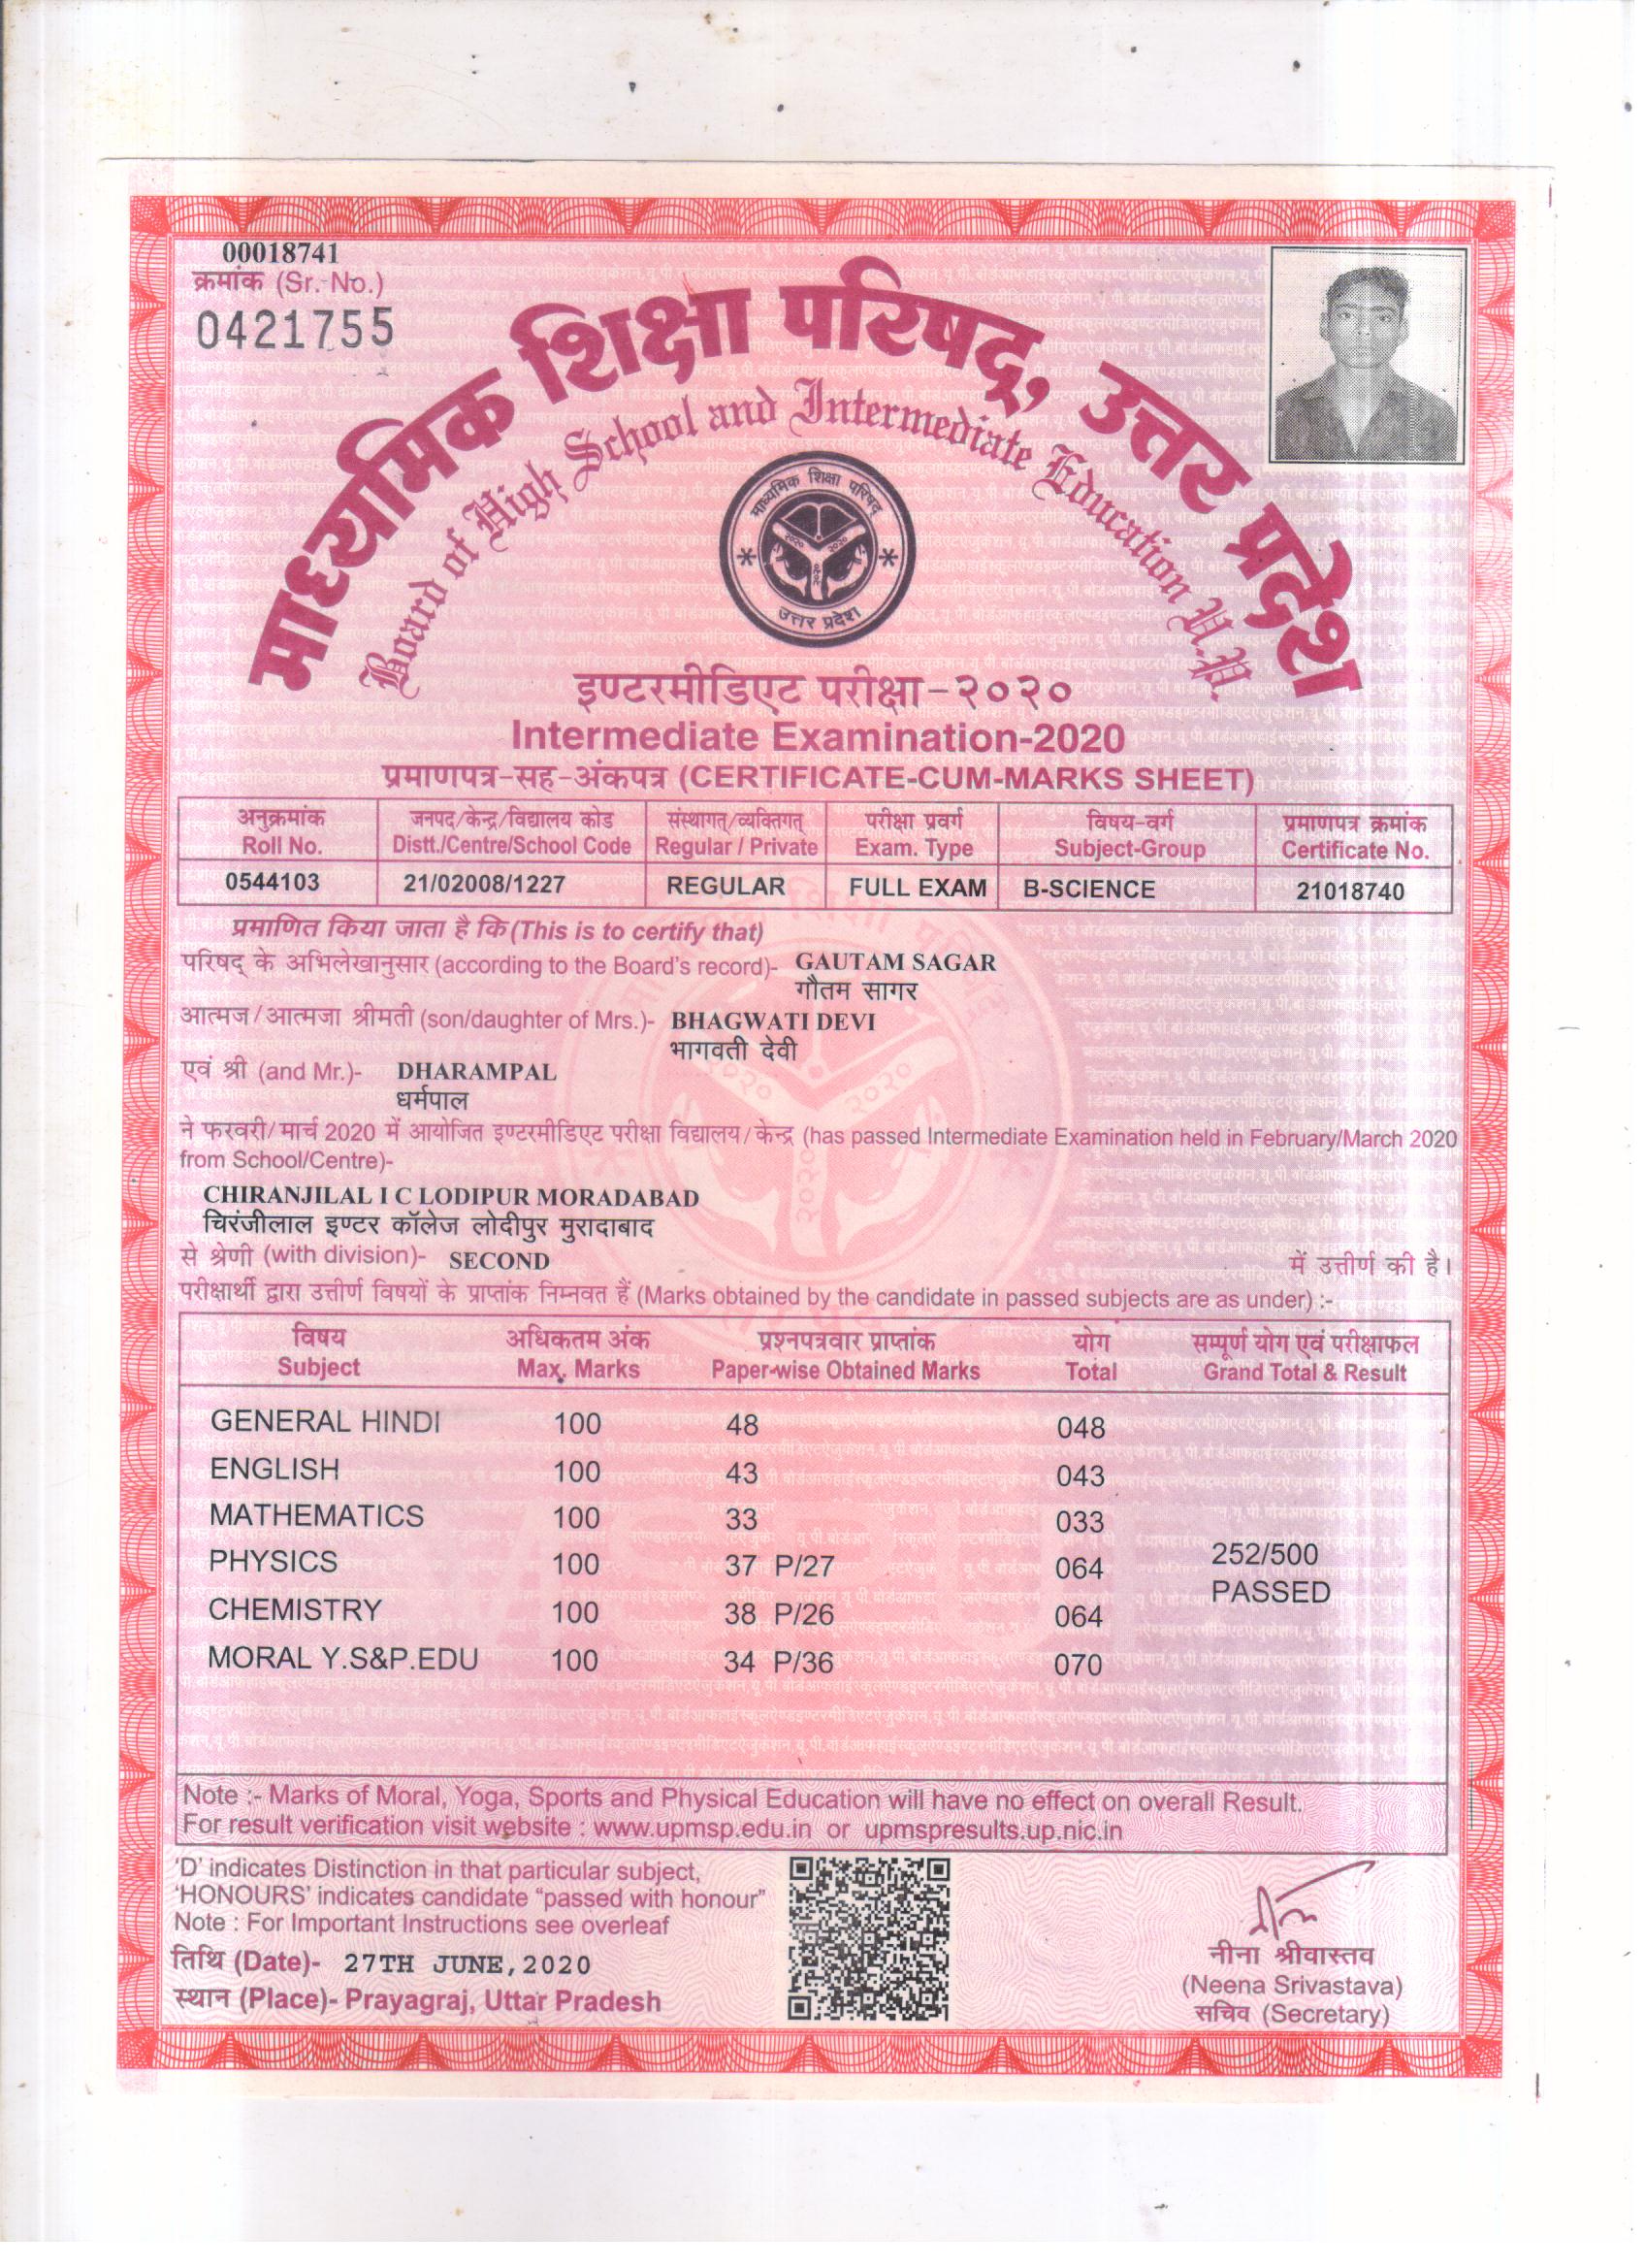 00018741
क्रमांक (Sr. No.)
0421755
माध्यमिक शिक्षा परिषद्, उत्तर प्रदेश
Board of High School and Intermediate Education U.P.
माध्यमिक शिक्षा परिषद्
२०२० २०२०
२०२०
उत्तर प्रदेश
इण्टरमीडिएट परीक्षा-२०२०
Intermediate Examination-2020
प्रमाणपत्र-सह-अंकपत्र (CERTIFICATE-CUM-MARKS SHEET)
अनुक्रमांक जनपद/केन्द्र/विद्यालय कोड संस्थागत्/व्यक्तिगत् परीक्षा प्रवर्ग विषय-वर्ग प्रमाणपत्र क्रमांक
Roll No. Distt./Centre/School Code Regular / Private Exam. Type Subject-Group Certificate No.
0544103 21/02008/1227 REGULAR FULL EXAM B-SCIENCE 21018740
प्रमाणित किया जाता है कि (This is to certify that)
परिषद् के अभिलेखानुसार (according to the Board's record)- GAUTAM SAGAR
गौतम सागर
आत्मज/आत्मजा श्रीमती (son/daughter of Mrs.)- BHAGWATI DEVI
भागवती देवी
एवं श्री (and Mr.)- DHARAMPAL
धर्मपाल
ने फरवरी/मार्च 2020 में आयोजित इण्टरमीडिएट परीक्षा विद्यालय/केन्द्र (has passed Intermediate Examination held in February/March 2020
from School/Centre)-
CHIRANJILAL I C LODIPUR MORADABAD
चिरंजीलाल इण्टर कॉलेज लोदीपुर मुरादाबाद
से श्रेणी (with division)- SECOND में उत्तीर्ण की है।
परीक्षार्थी द्वारा उत्तीर्ण विषयों के प्राप्तांक निम्नवत हैं (Marks obtained by the candidate in passed subjects are as under) :-
विषय अधिकतम अंक प्रश्नपत्रवार प्राप्तांक योग सम्पूर्ण योग एवं परीक्षाफल
Subject Max. Marks Paper-wise Obtained Marks Total Grand Total & Result
GENERAL HINDI 100 48 048
ENGLISH 100 43 043
MATHEMATICS 100 33 033
PHYSICS 100 37 P/27 064 252/500
PASSED
CHEMISTRY 100 38 P/26 064
MORAL Y.S&P.EDU 100 34 P/36 070
Note :- Marks of Moral, Yoga, Sports and Physical Education will have no effect on overall Result.
For result verification visit website : www.upmsp.edu.in or upmspresults.up.nic.in
'D' indicates Distinction in that particular subject,
'HONOURS' indicates candidate "passed with honour"
Note : For Important Instructions see overleaf
तिथि (Date)- 27TH JUNE,2020
स्थान (Place)- Prayagraj, Uttar Pradesh
नीना श्रीवास्तव
(Neena Srivastava)
सचिव (Secretary)